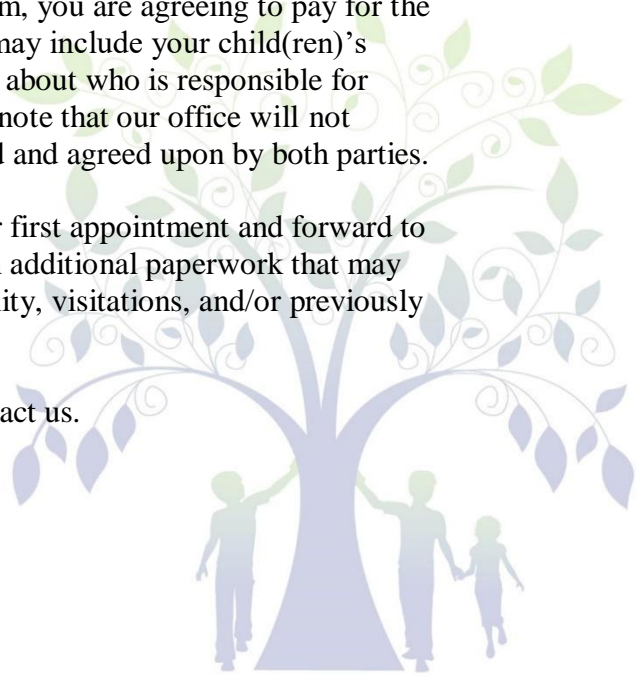 m, you are agreeing to pay for the
may include your child(ren)’s
about who is responsible for
note that our office will not
d and agreed upon by both parties.
r first appointment and forward to
additional paperwork that may
ity, visitations, and/or previously
act us.